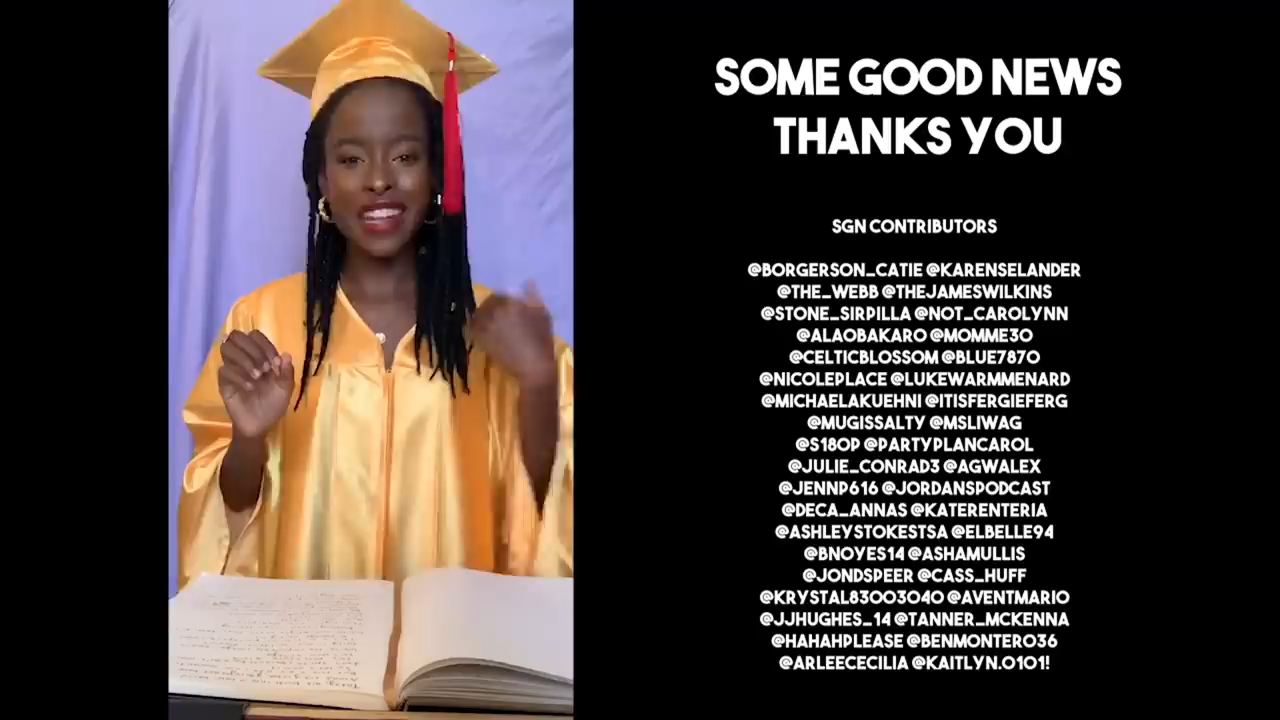 SOME GOOD NEWS
THANKS YOU
SGN CONTRIBUTORS
@BORGERSON_CATIE @KARENSELANDER
@THE_WEBB @THEJAMESWILKINS
@STONE_SIRPILLA @NOT_CAROLYNN
@ALAOBAKARO @MOMME30
@CELTICBLOSSOM @BLUE7870
@NICOLEPLACE @LUKEWARMMENARD
@MICHAELAKUEHNI @ITISFERGIEFERG
@MUGISSALTY @MSLIWAG
@S180P @PARTYPLANCAROL
@JULIE_CONRAD3 @AGWALEX
@JENNP616 @JORDANSPODCAST
@DECA_ANNAS @KATERENTERIA
@ASHLEYSTOKESTSA @ELBELLE94
@BNOYES14 @ASHAMULLIS
@JONDSPEER @CASS_HUFF
@KRYSTAL83003040 @AVENTMARIO
@JJHUGHES_14 @TANNER_MCKENNA
@HAHAHPLEASE @BENMONTERO36
@ARLEECECILIA @KAITLYN.0101!